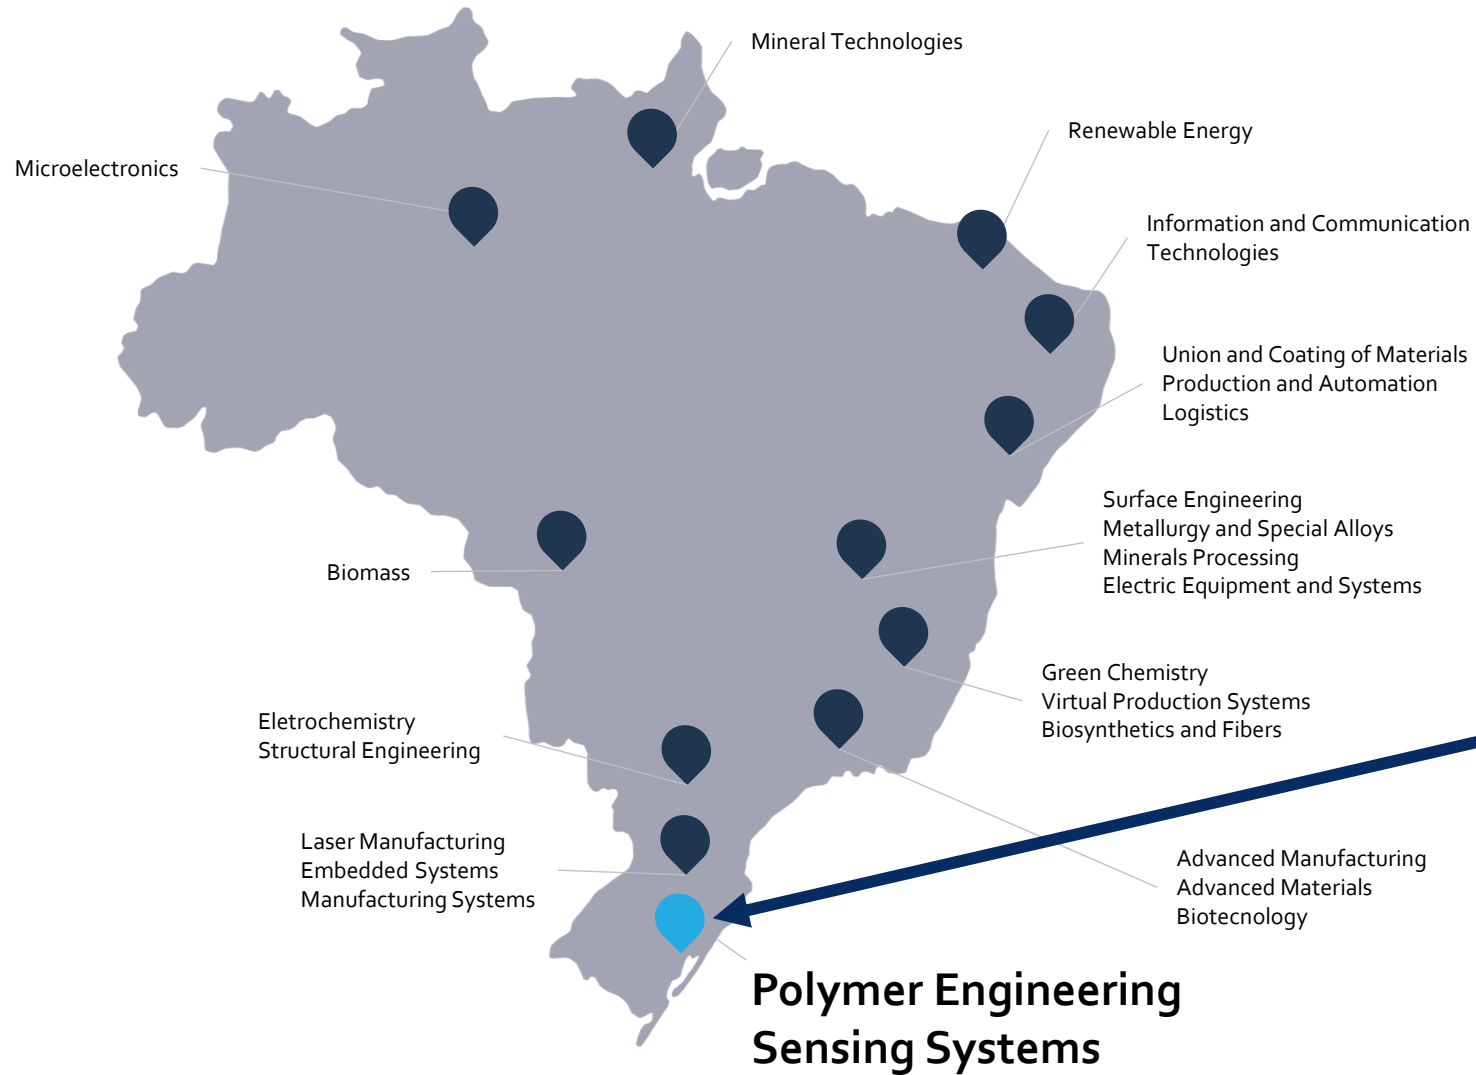 Mineral Technologies
Renewable Energy
Microelectronics
Information and Communication
Technologies
Union and Coating of Materials
Production and Automation
Logistics
Surface Engineering
Metallurgy and Special Alloys
Minerals Processing
Electric Equipment and Systems
Biomass
Green Chemistry
Virtual Production Systems
Biosynthetics and Fibers
Eletrochemistry
Structural Engineering
Laser Manufacturing
Embedded Systems
Manufacturing Systems
Advanced Manufacturing
Advanced Materials
Biotecnology
Polymer Engineering
Sensing Systems